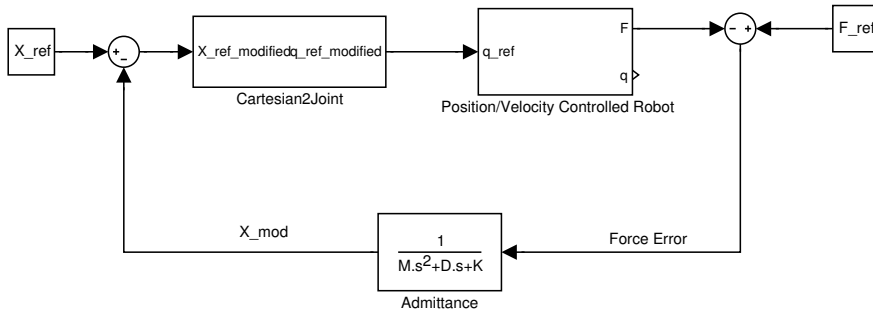 X_ref
+
−
X_ref_modified
q_ref_modified
Cartesian2Joint
q_ref
F
q
Position/Velocity Controlled Robot
−
+
F_ref
X_mod
1
M.s²+D.s+K
Admittance
Force Error